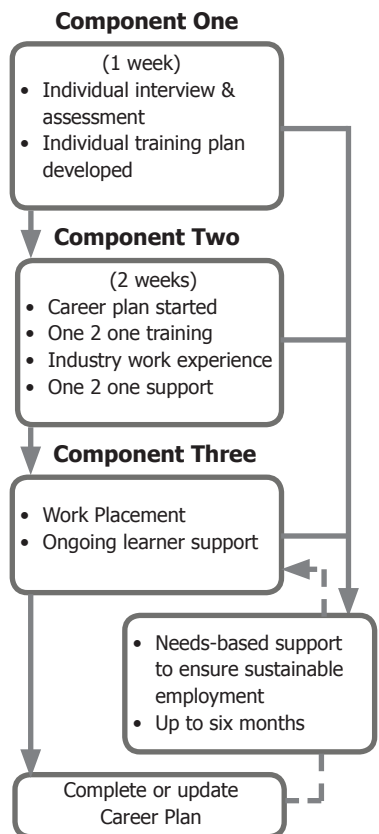 Component One
(1 week)
• Individual interview &
assessment
• Individual training plan
developed
Component Two
(2 weeks)
• Career plan started
• One 2 one training
• Industry work experience
• One 2 one support
Component Three
• Work Placement
• Ongoing learner support
• Needs-based support
to ensure sustainable
employment
• Up to six months
Complete or update
Career Plan